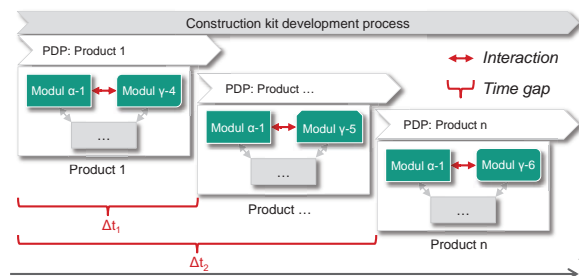 Construction kit development process
PDP: Product 1
Interaction
Modul α-1
Modul γ-4
PDP: Product ...
Time gap
...
Modul α-1
Modul γ-5
PDP: Product n
Product 1
...
Modul α-1
Modul γ-6
Product ...
...
Δt1
Product n
Δt2